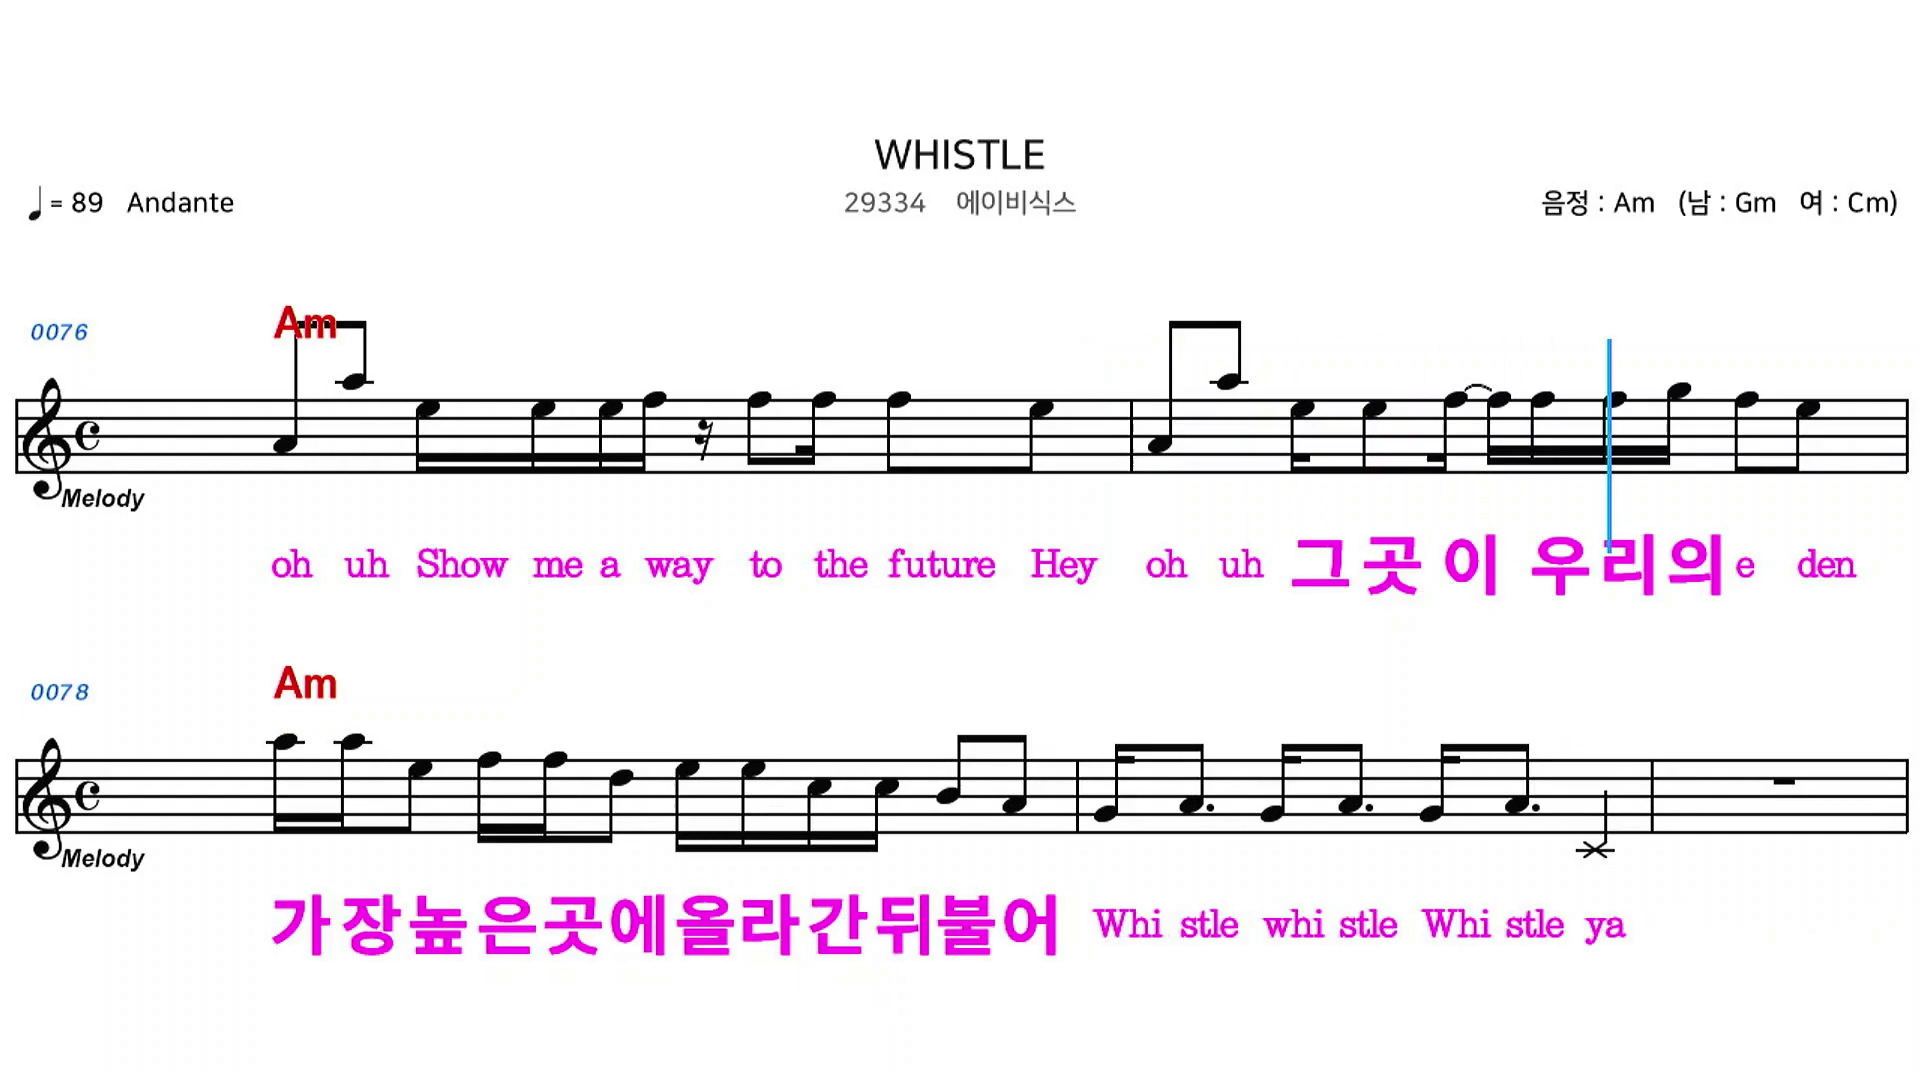 WHISTLE
= 89 Andante
29334 에이비식스
음정 : Am (남 : Gm 여 : Cm)
0076
Am
Melody
oh uh Show me a way to the future Hey oh uh 그곳이 우리의 e den
0078
Am
Melody
가장높은곳에올라간뒤불어 Whi stle whi stle Whi stle ya